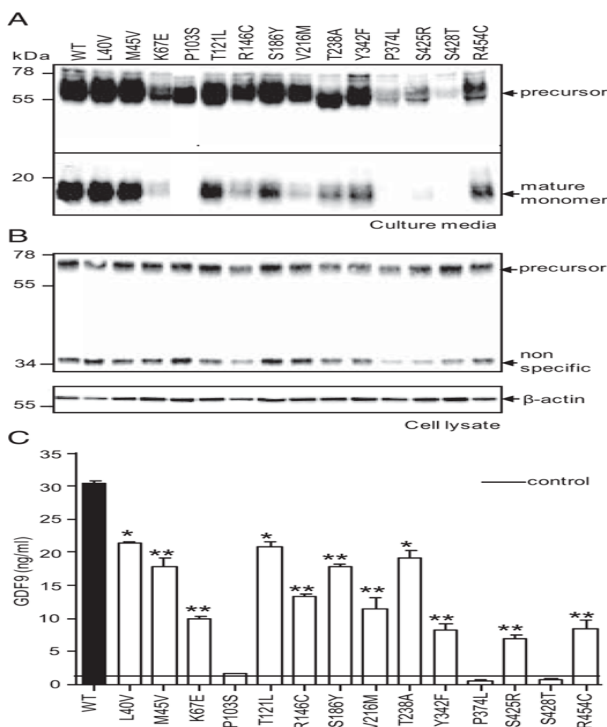 A
kDa
WT L40V M45V K67E P103S T121L R146C S186Y V216M T238A Y342F P374L S425R S428T R454C
78
55
precursor
20
mature
monomer
Culture media
B
78
precursor
55
34
non
specific
55
β-actin
Cell lysate
C
35
control
30
25
20
15
10
5
0
GDF9 (ng/ml)
* ** ** * ** ** ** * ** ** **
WT L40V M45V K67E P103S T121L R146C S186Y V216M T238A Y342F P374L S425R S428T R454C